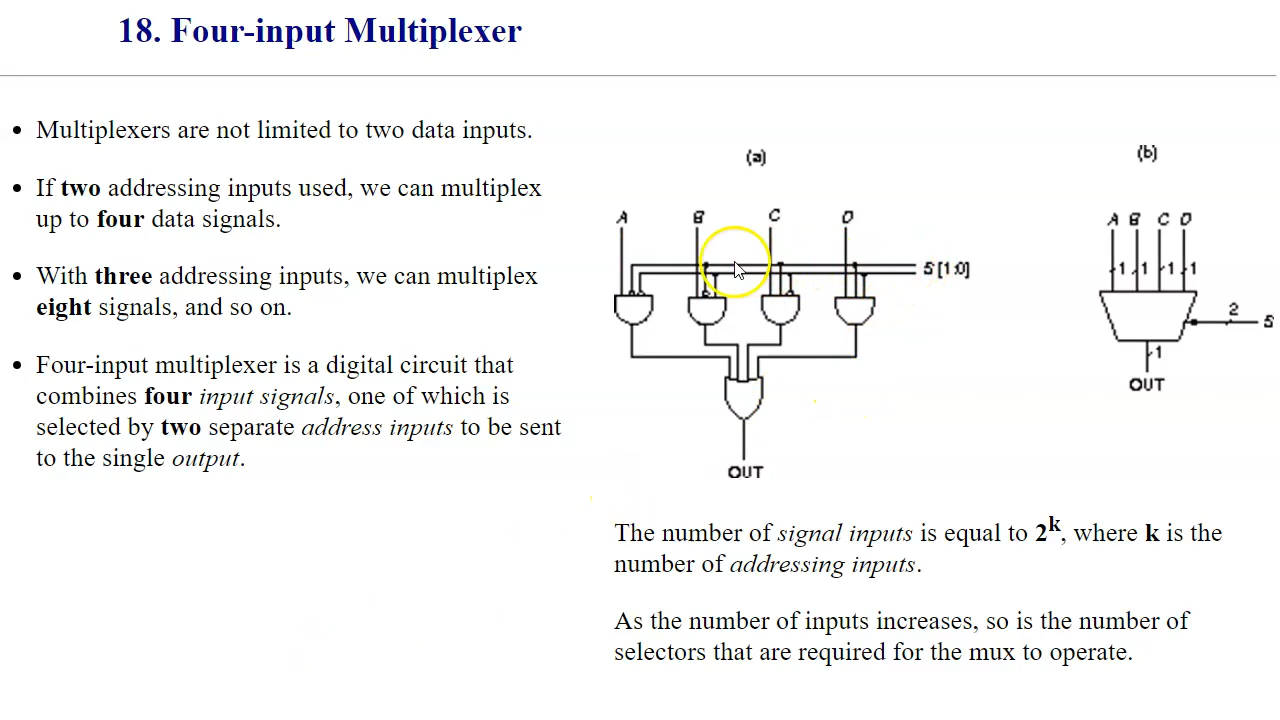 18. Four-input Multiplexer
Multiplexers are not limited to two data inputs.
If two addressing inputs used, we can multiplex
up to four data signals.
With three addressing inputs, we can multiplex
eight signals, and so on.
Four-input multiplexer is a digital circuit that
combines four input signals, one of which is
selected by two separate address inputs to be sent
to the single output.
(a)
A B C D
S[1:0]
OUT
(b)
A B C D
1 1 1 1
2
S
1
OUT
The number of signal inputs is equal to 2^k, where k is the
number of addressing inputs.
As the number of inputs increases, so is the number of
selectors that are required for the mux to operate.